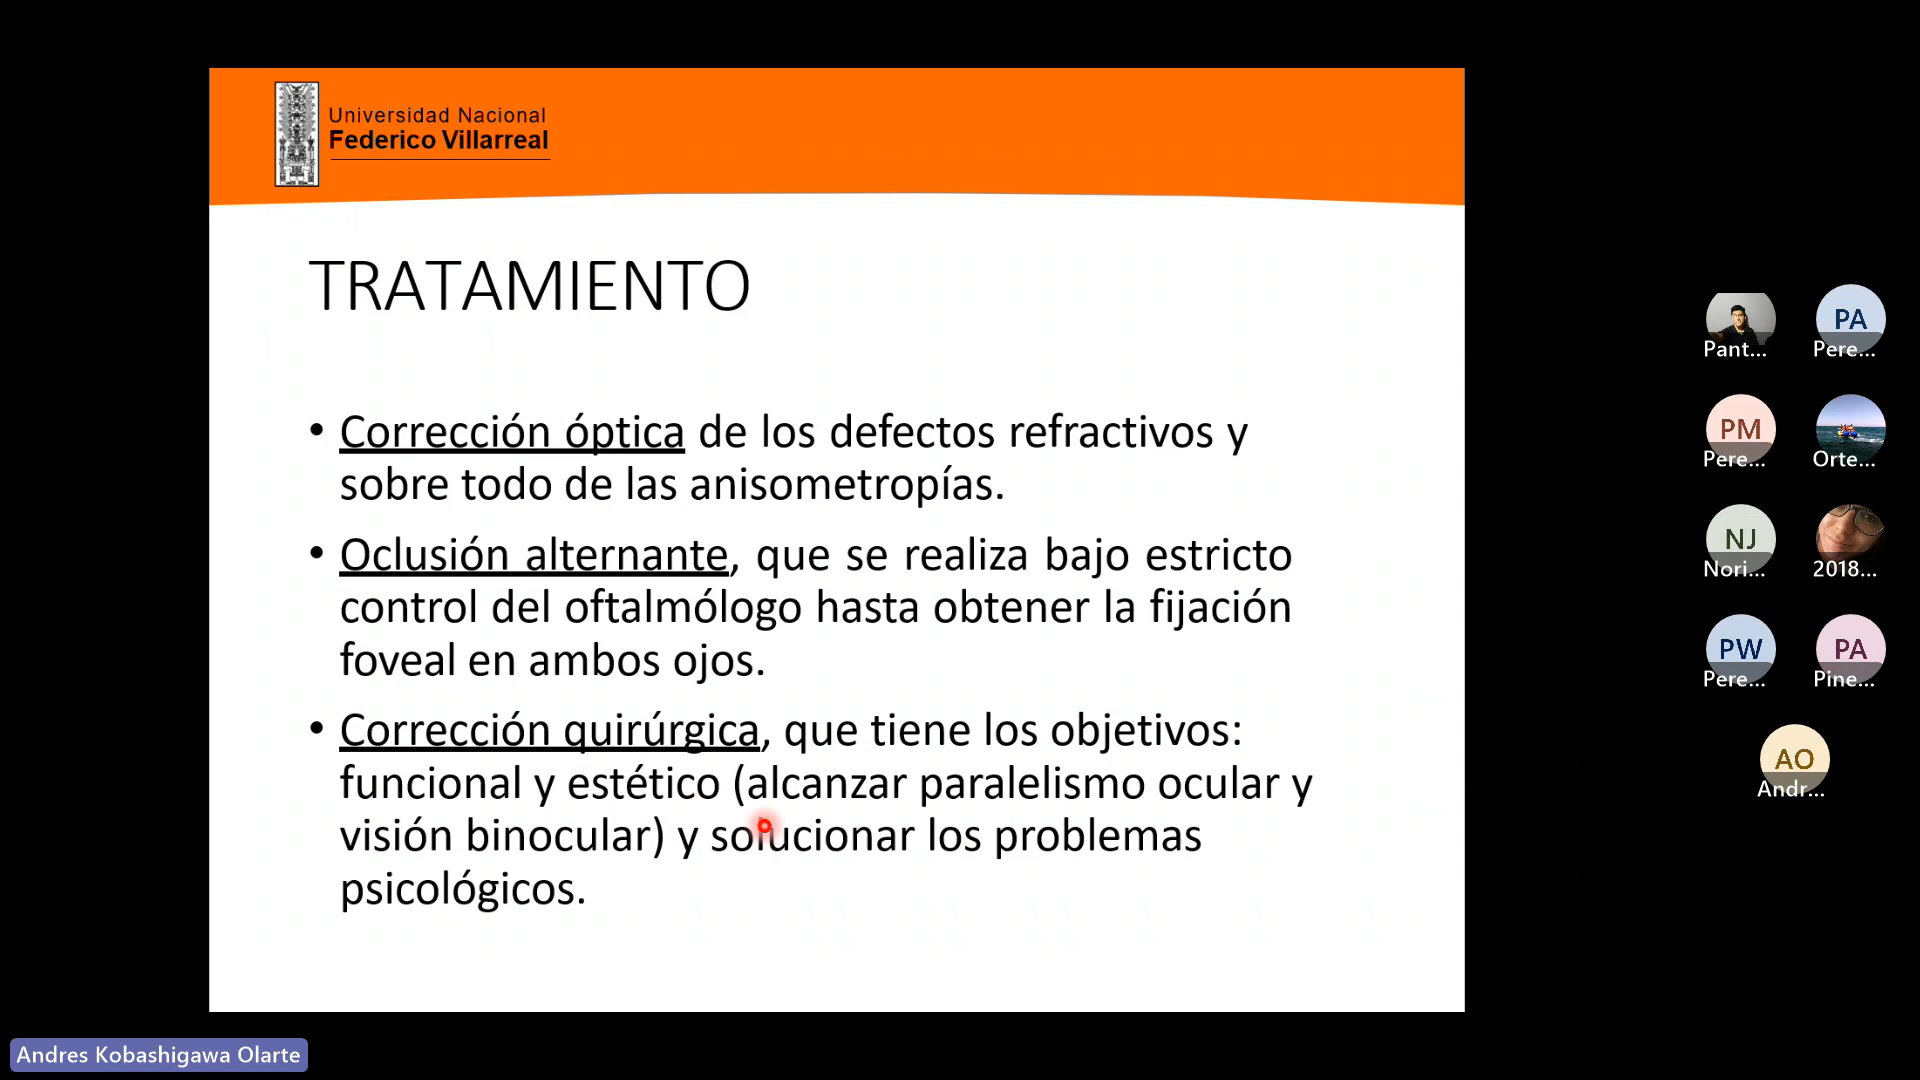 Universidad Nacional
Federico Villarreal
TRATAMIENTO
• Corrección óptica de los defectos refractivos y
sobre todo de las anisometropías.
• Oclusión alternante, que se realiza bajo estricto
control del oftalmólogo hasta obtener la fijación
foveal en ambos ojos.
• Corrección quirúrgica, que tiene los objetivos:
funcional y estético (alcanzar paralelismo ocular y
visión binocular) y solucionar los problemas
psicológicos.
PA
Pant...
Pere...
PM
Pere...
Orte...
NJ
Nori...
2018...
PW
PA
Pere...
Pine...
AO
Andr...
Andres Kobashigawa Olarte